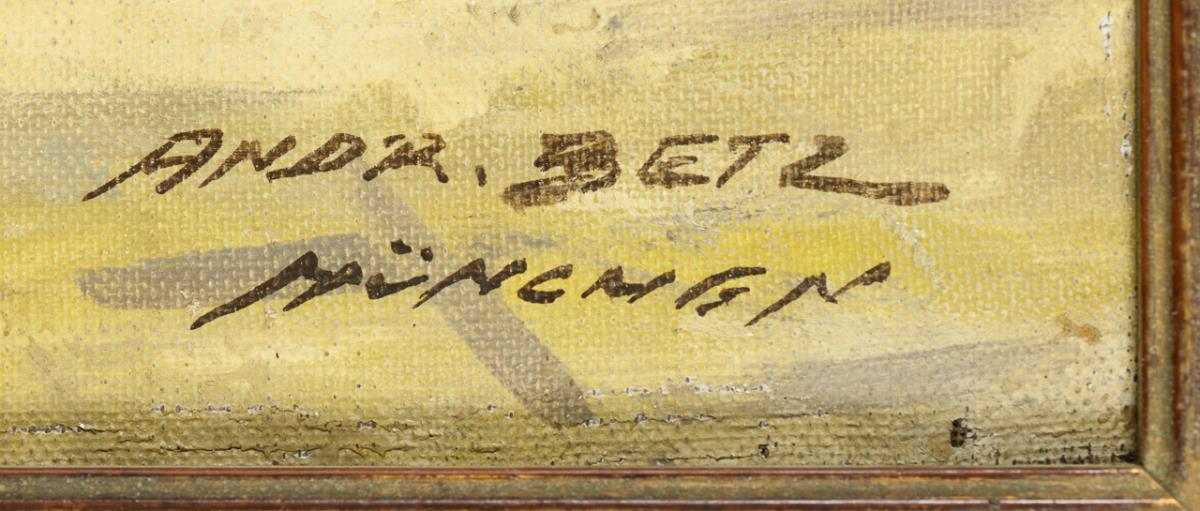 ANDR. BETZ
MÜNCHEN